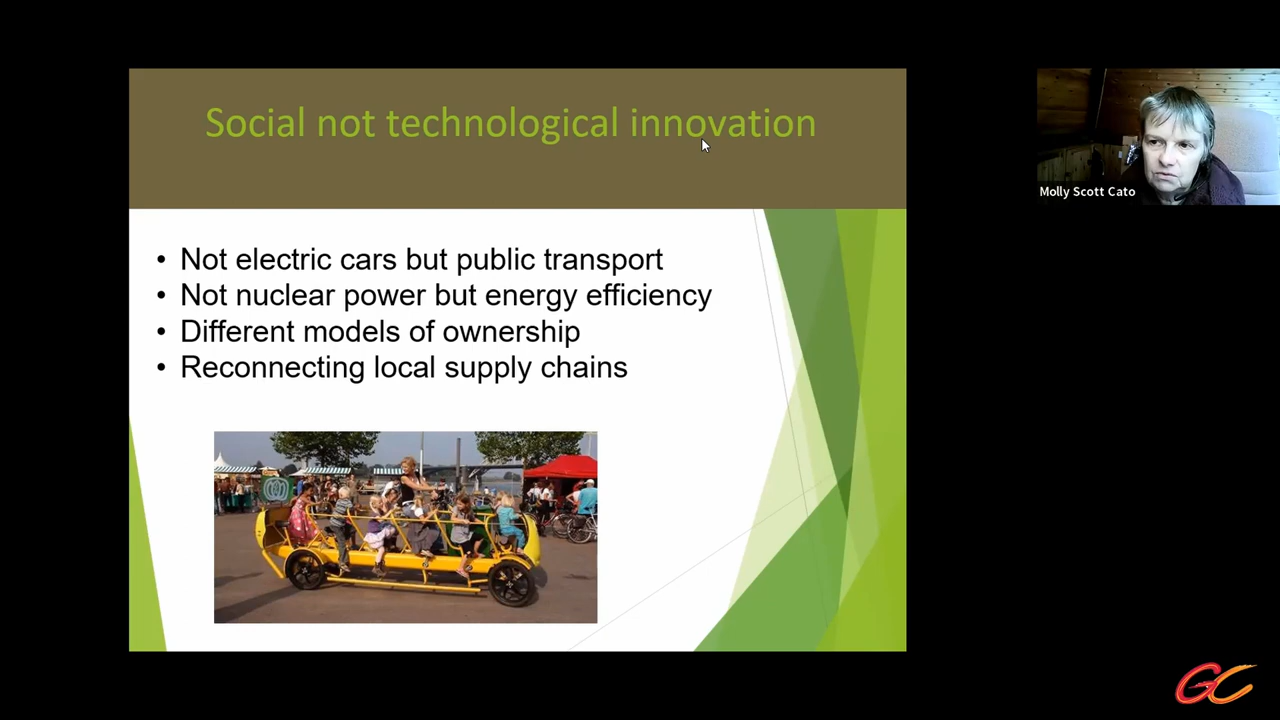 Social not technological innovation
• Not electric cars but public transport
• Not nuclear power but energy efficiency
• Different models of ownership
• Reconnecting local supply chains
Molly Scott Cato
GC